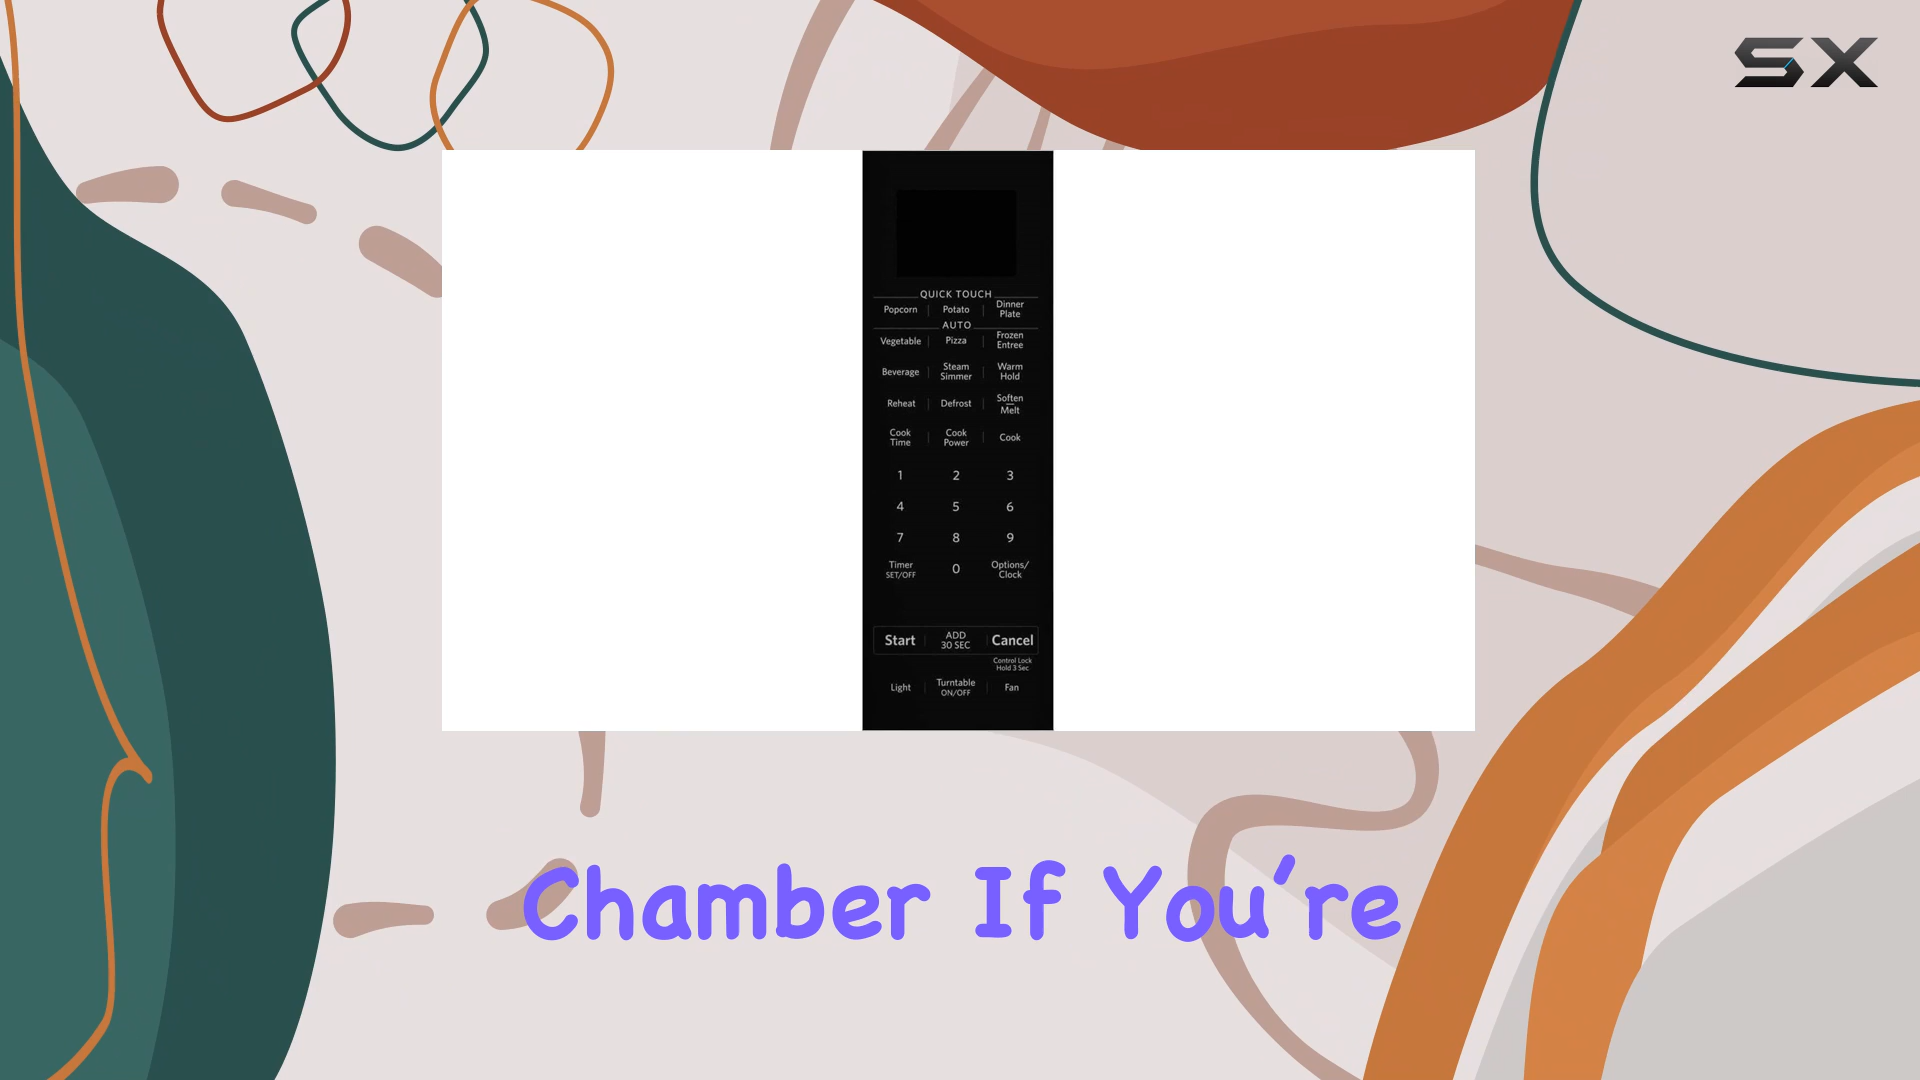 SX
QUICK TOUCH
Popcorn Potato Dinner Plate
AUTO
Vegetable Pizza Frozen Entree
Beverage Steam Simmer Warm Hold
Reheat Defrost Soften Melt
Cook Time Cook Power Cook
1 2 3
4 5 6
7 8 9
Timer SET/OFF 0 Options/ Clock
Start ADD 30 SEC Cancel
Control Lock Hold 3 Sec
Light Turntable ON/OFF Fan
Chamber If You're